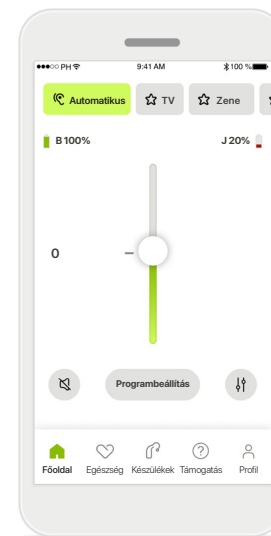 PH 9:41 AM 100 %
Automatikus TV Zene
B 100% J 20%
0
Programbeállítás
Főoldal Egészség Készülékek Támogatás Profil